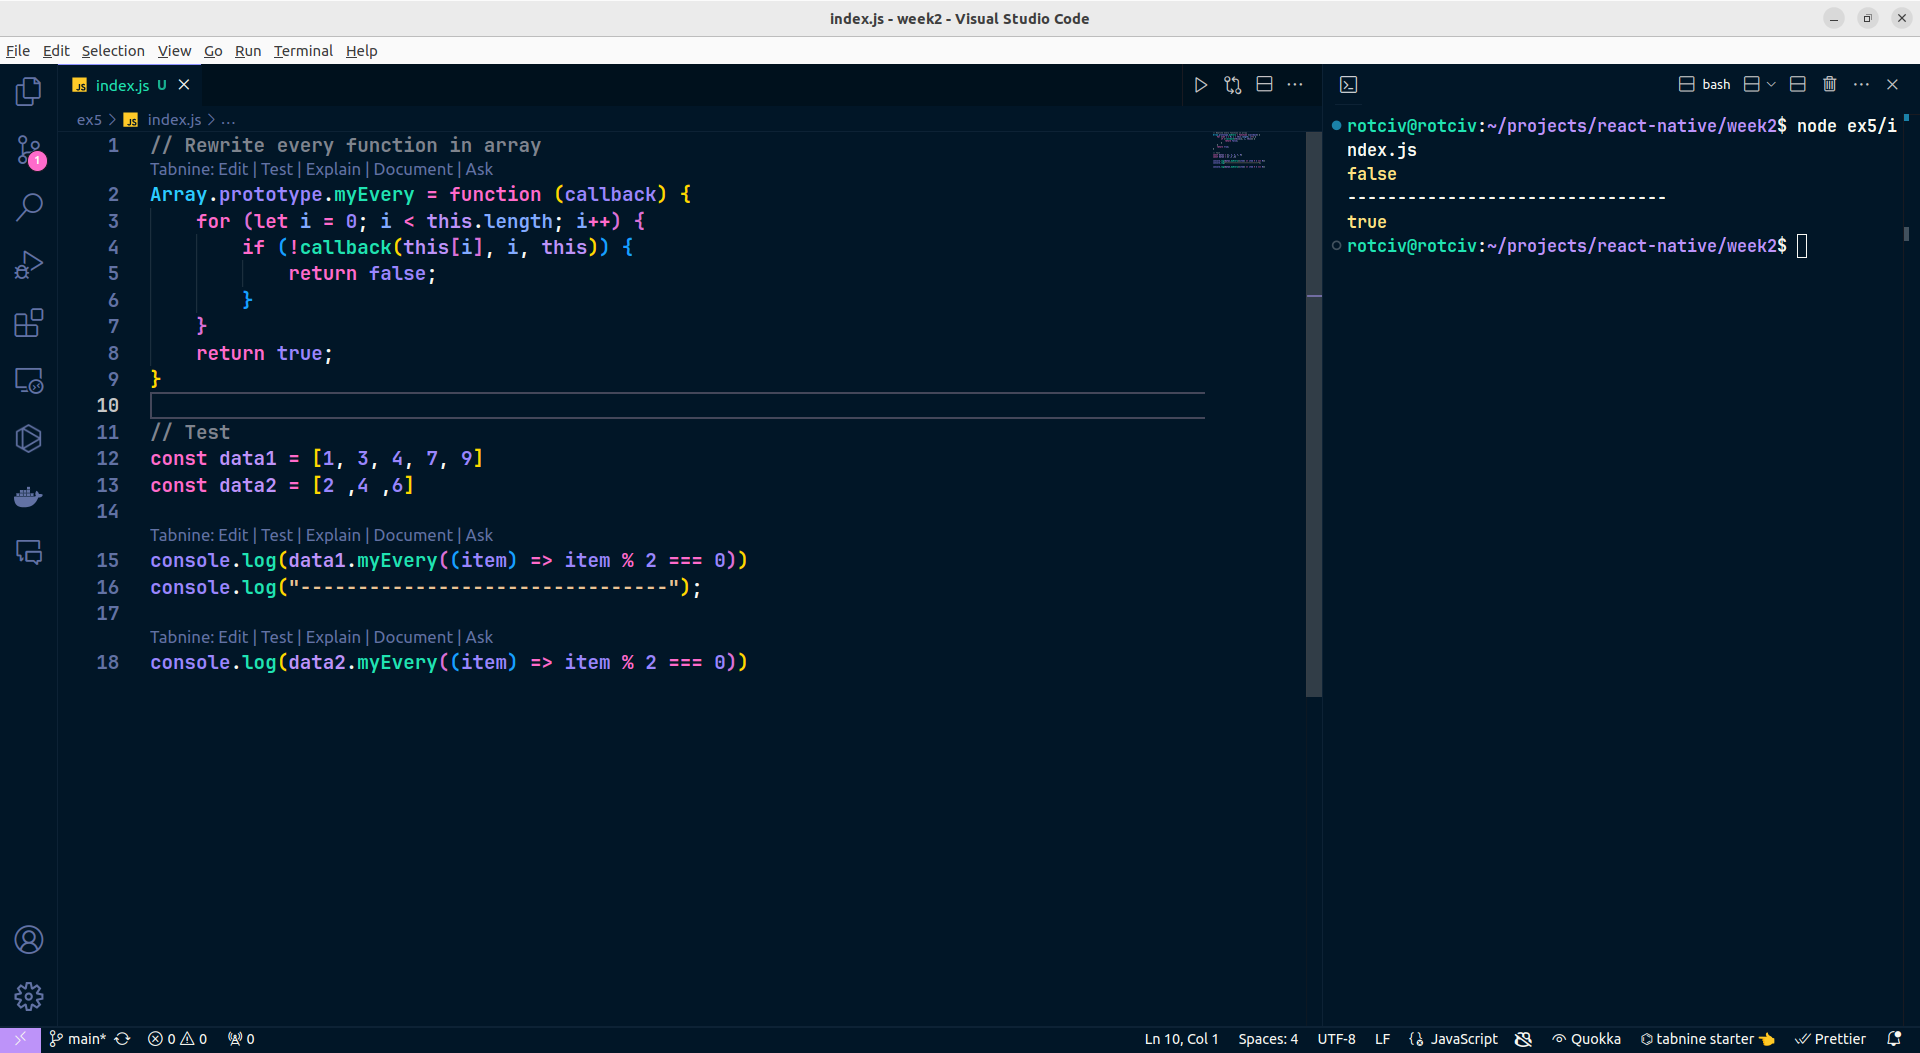 index.js - week2 - Visual Studio Code
File Edit Selection View Go Run Terminal Help
JS index.js U
bash
ex5 > JS index.js > ...
1 // Rewrite every function in array
Tabnine: Edit | Test | Explain | Document | Ask
2 Array.prototype.myEvery = function (callback) {
3     for (let i = 0; i < this.length; i++) {
4         if (!callback(this[i], i, this)) {
5             return false;
6         }
7     }
8     return true;
9 }
10
11 // Test
12 const data1 = [1, 3, 4, 7, 9]
13 const data2 = [2 ,4 ,6]
14
Tabnine: Edit | Test | Explain | Document | Ask
15 console.log(data1.myEvery((item) => item % 2 === 0))
16 console.log("--------------------------------");
17
Tabnine: Edit | Test | Explain | Document | Ask
18 console.log(data2.myEvery((item) => item % 2 === 0))
rotciv@rotciv:~/projects/react-native/week2$ node ex5/i
ndex.js
false
--------------------------------
true
rotciv@rotciv:~/projects/react-native/week2$
1
main* 0 0 0 Ln 10, Col 1 Spaces: 4 UTF-8 LF {} JavaScript Quokka tabnine starter Prettier